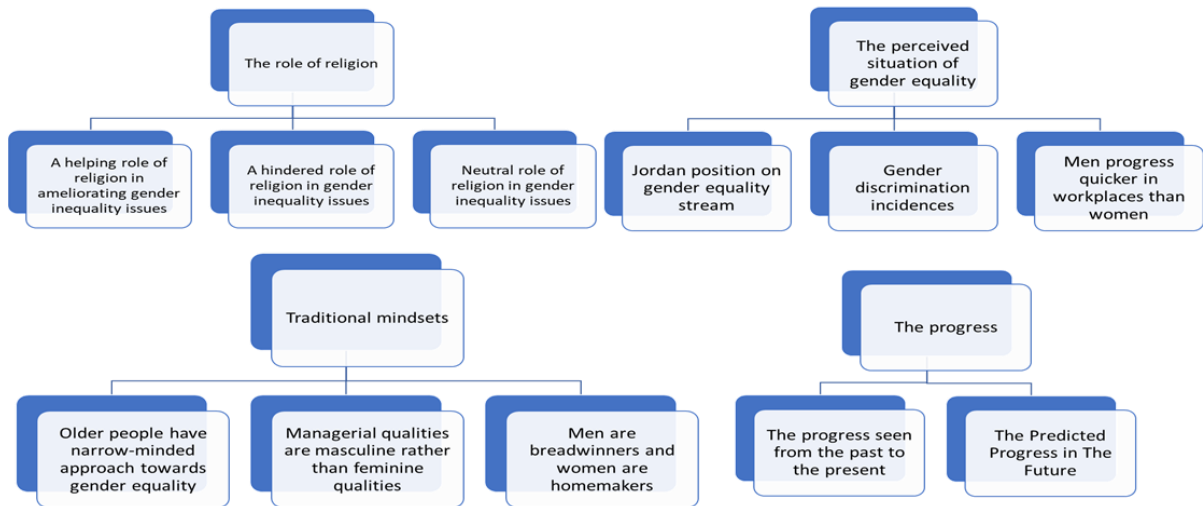 The role of religion
A helping role of
religion in
ameliorating gender
inequality issues
A hindered role of
religion in gender
inequality issues
Neutral role of
religion in gender
inequality issues
The perceived
situation of
gender equality
Jordan position on
gender equality
stream
Gender
discrimination
incidences
Men progress
quicker in
workplaces than
women
Traditional mindsets
Older people have
narrow-minded
approach towards
gender equality
Managerial qualities
are masculine rather
than feminine
qualities
Men are
breadwinners and
women are
homemakers
The progress
The progress seen
from the past to
the present
The Predicted
Progress in The
Future